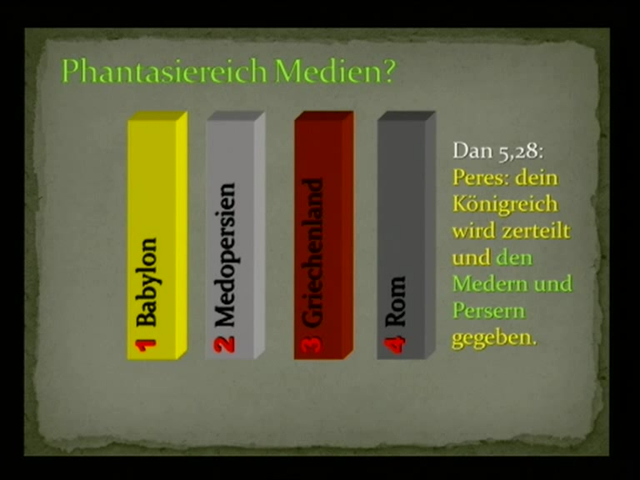 Phantasiereich Medien?
1 Babylon
2 Medopersien
3 Griechenland
4 Rom
Dan 5,28:
Peres: dein
Königreich
wird zerteilt
und den
Medern und
Persern
gegeben.